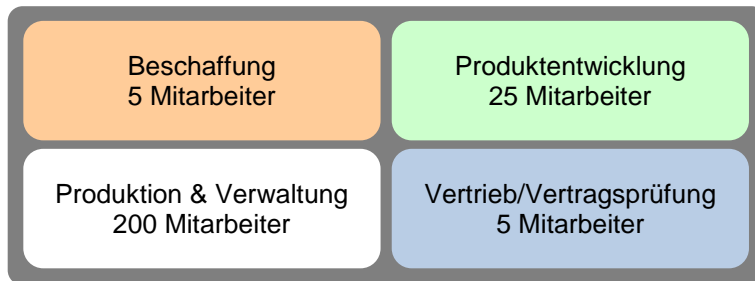 Beschaffung
5 Mitarbeiter
Produktentwicklung
25 Mitarbeiter
Produktion & Verwaltung
200 Mitarbeiter
Vertrieb/Vertragsprüfung
5 Mitarbeiter